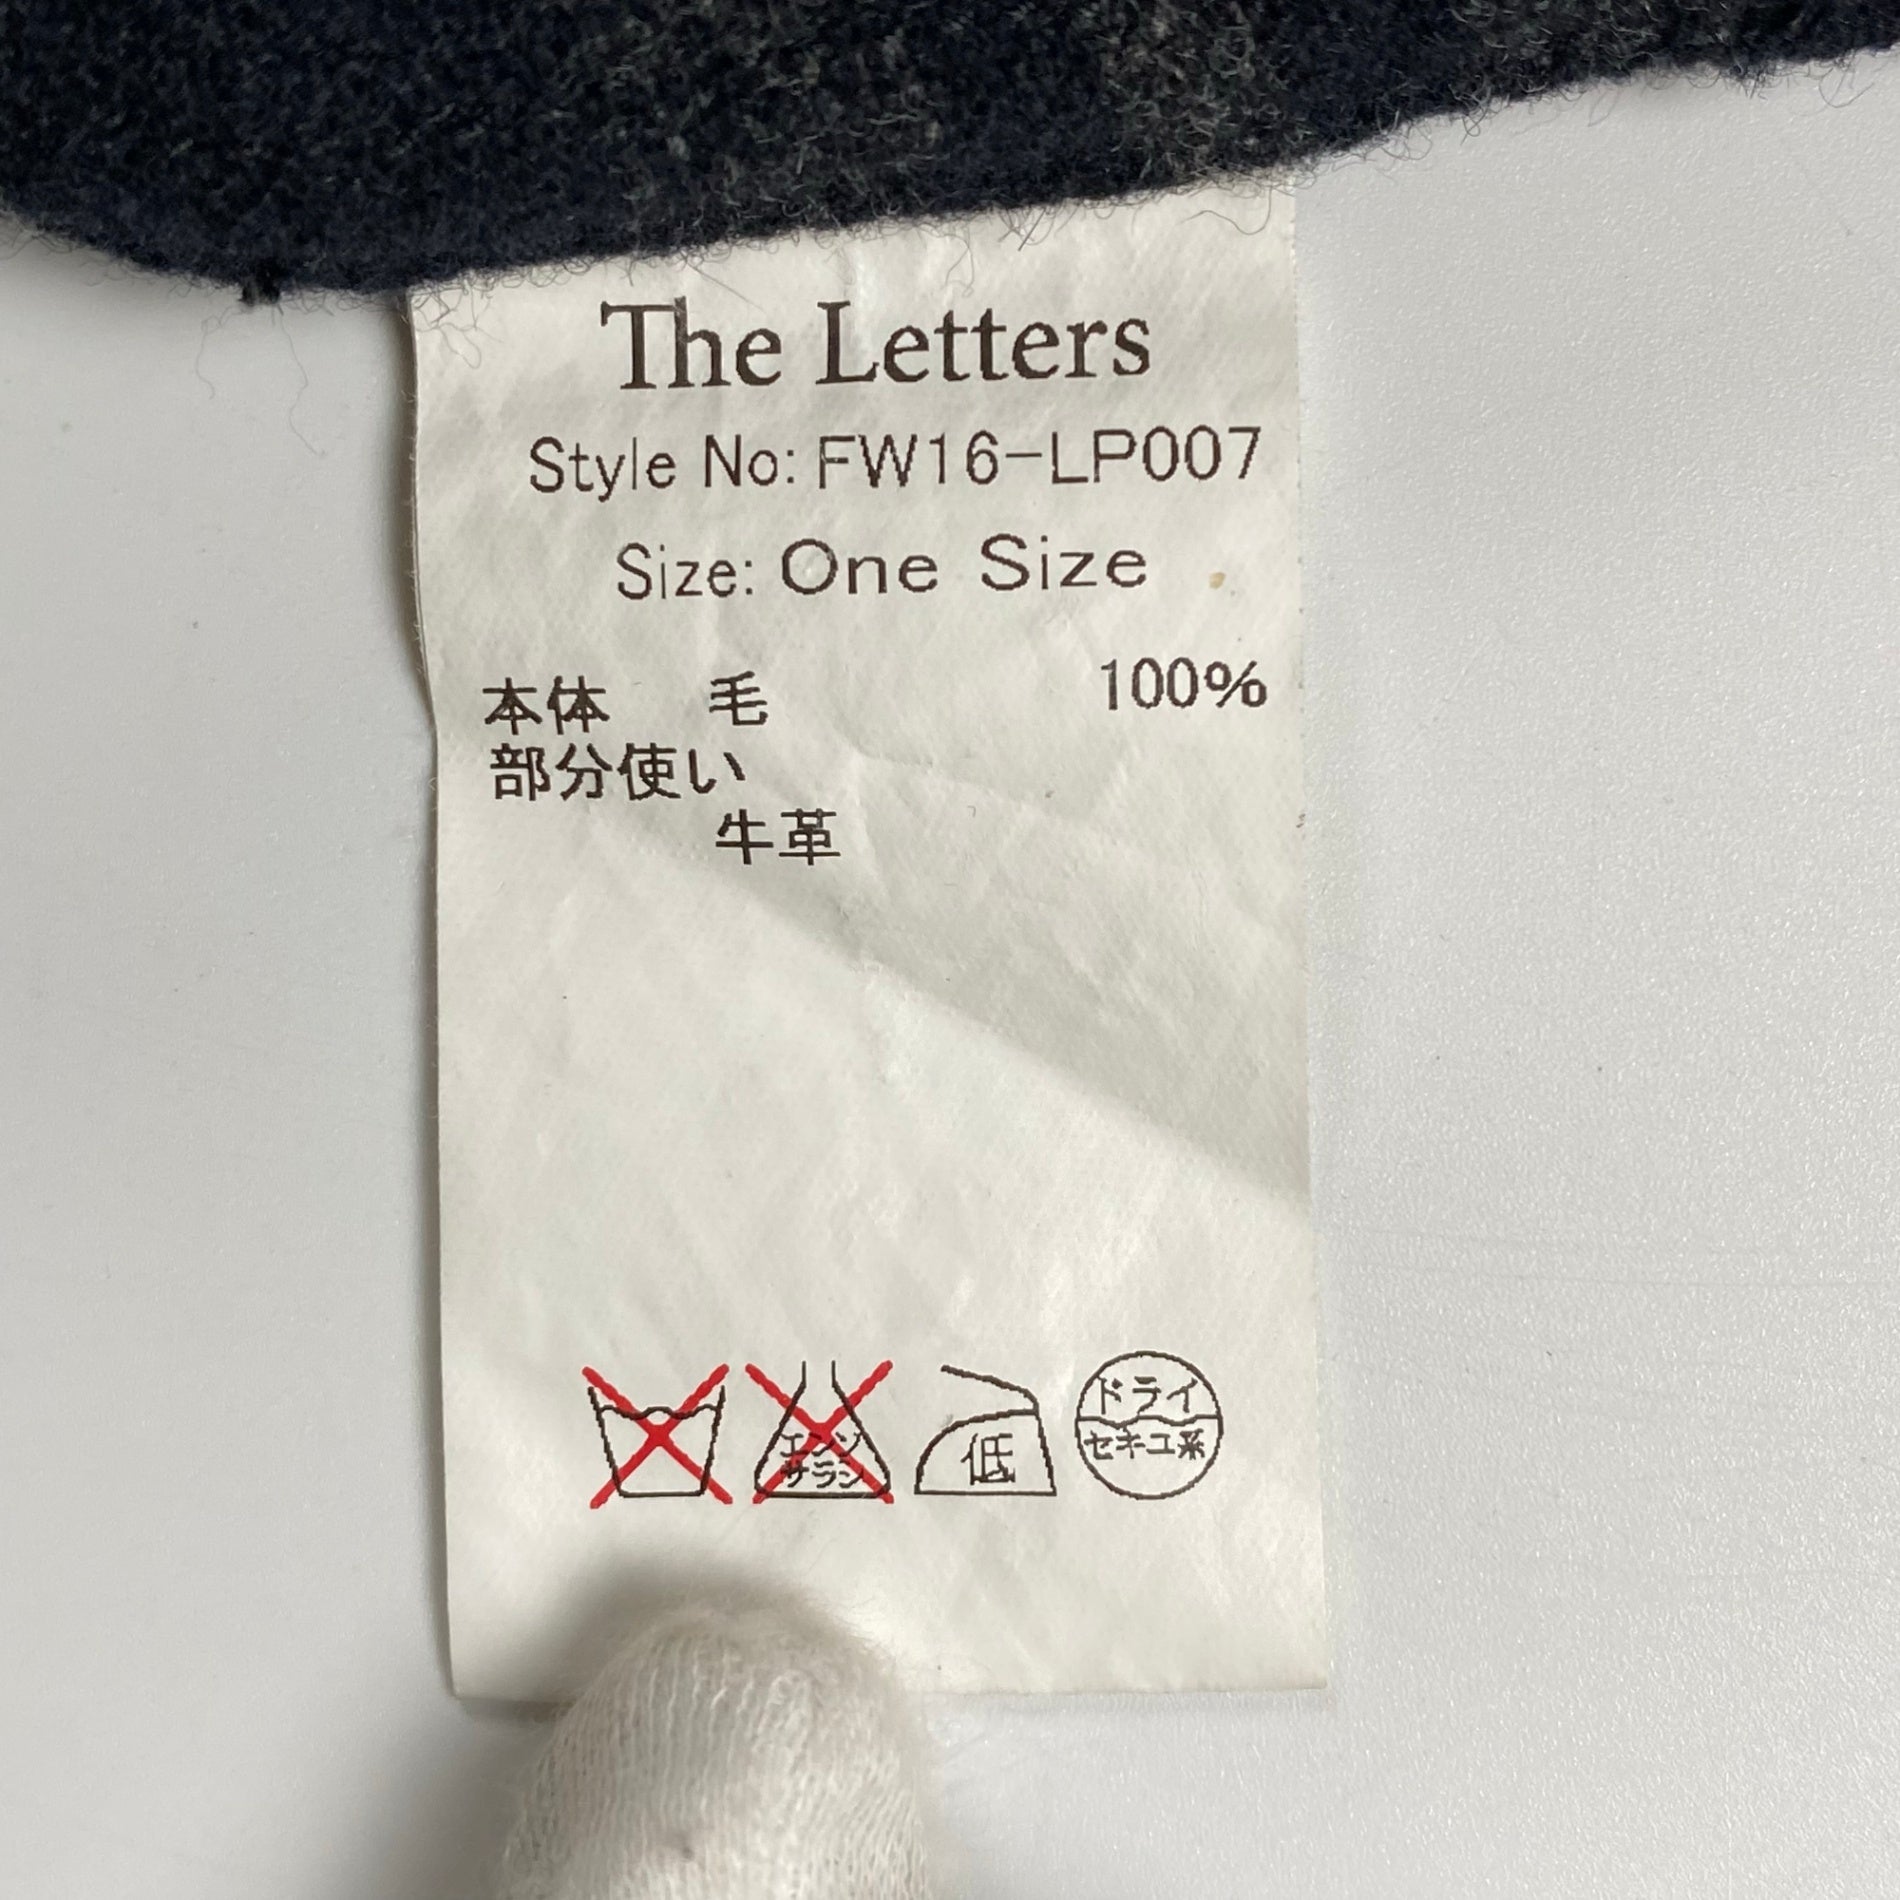 The Letters
Style No: FW16-LP007
Size: One Size
本体 毛 100%
部分使い
牛革
エンソ
サラシ
低
ドライ
セキユ系